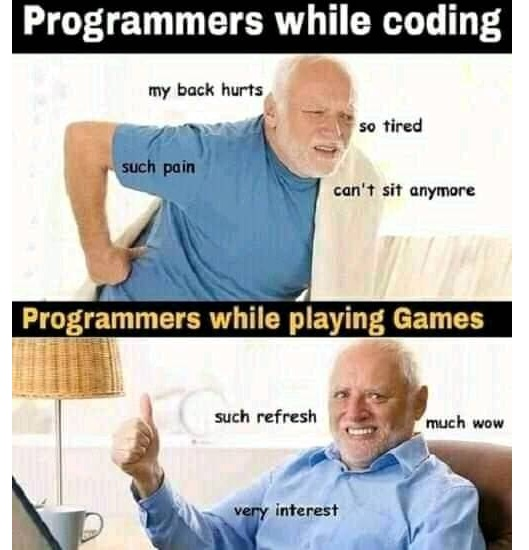 Programmers while coding
my back hurts
so tired
such pain
can't sit anymore
Programmers while playing Games
such refresh
much wow
very interest